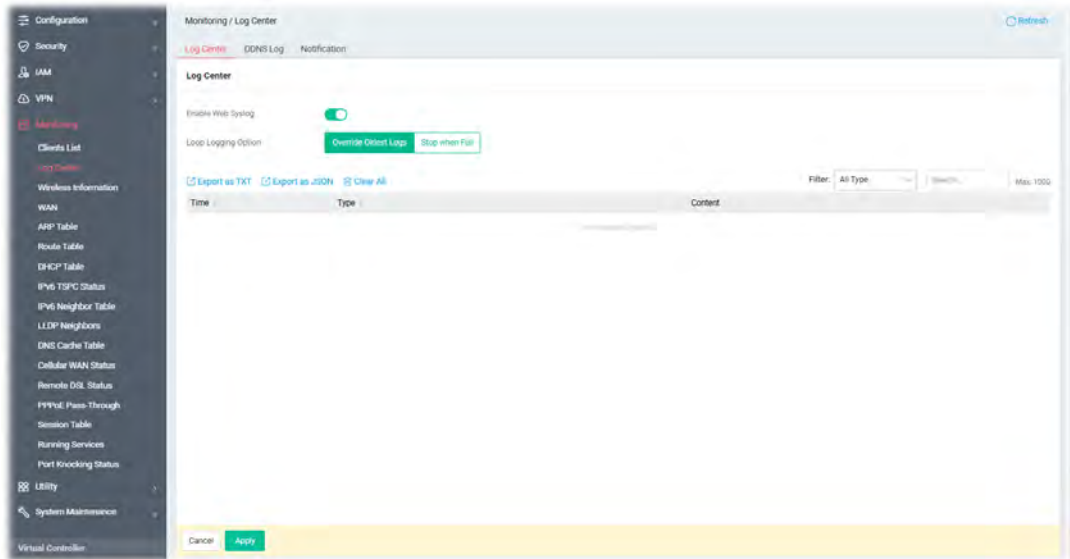 Configuration
Security
IAM
VPN
Monitoring
Clients List
Log Center
Wireless Information
WAN
ARP Table
Route Table
DHCP Table
IPv6 TSPC Status
IPv6 Neighbor Table
LLDP Neighbors
DNS Cache Table
Cellular WAN Status
Remote DSL Status
PPPoE Pass-Through
Session Table
Running Services
Port Knocking Status
Utility
System Maintenance
Virtual Controller
Monitoring / Log Center
Refresh
Log Center DDNS Log Notification
Log Center
Enable Web Syslog
Loop Logging Option Override Oldest Logs Stop when Full
Export as TXT Export as JSON Clear All Filter: All Type Search... Max: 1000
Time Type Content
Cancel Apply